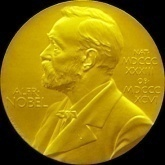 ALFR·
NOBEL
NAT·
MDCCC
XXXIII
OB·
MDCCC
XCVI